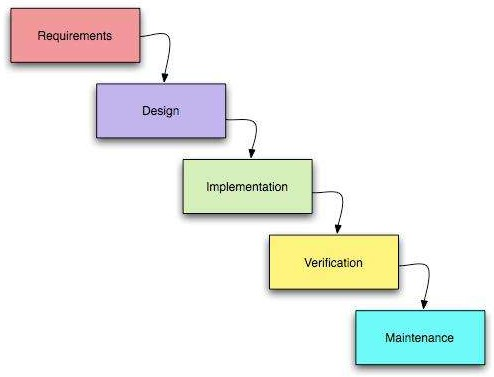 Requirements
Design
Implementation
Verification
Maintenance